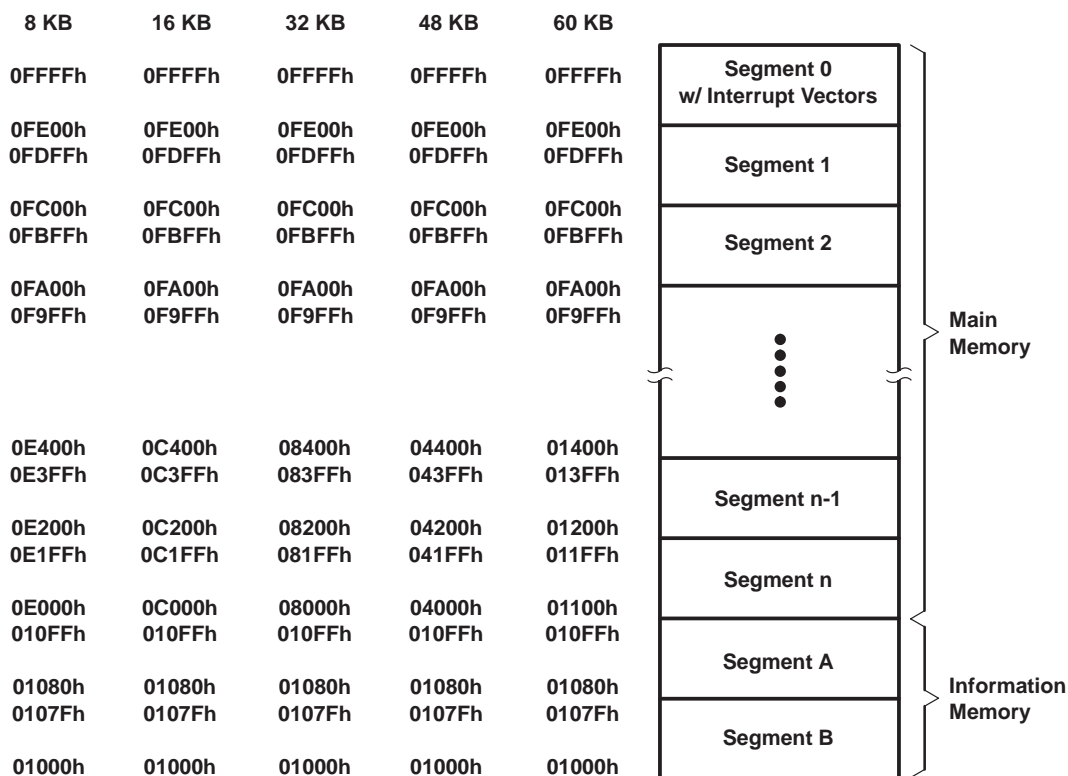 8 KB 16 KB 32 KB 48 KB 60 KB
0FFFFh 0FFFFh 0FFFFh 0FFFFh 0FFFFh
Segment 0
w/ Interrupt Vectors
0FE00h 0FE00h 0FE00h 0FE00h 0FE00h
0FDFFh 0FDFFh 0FDFFh 0FDFFh 0FDFFh
Segment 1
0FC00h 0FC00h 0FC00h 0FC00h 0FC00h
0FBFFh 0FBFFh 0FBFFh 0FBFFh 0FBFFh
Segment 2
0FA00h 0FA00h 0FA00h 0FA00h 0FA00h
0F9FFh 0F9FFh 0F9FFh 0F9FFh 0F9FFh
Main
Memory
0E400h 0C400h 08400h 04400h 01400h
0E3FFh 0C3FFh 083FFh 043FFh 013FFh
Segment n-1
0E200h 0C200h 08200h 04200h 01200h
0E1FFh 0C1FFh 081FFh 041FFh 011FFh
Segment n
0E000h 0C000h 08000h 04000h 01100h
010FFh 010FFh 010FFh 010FFh 010FFh
Segment A
01080h 01080h 01080h 01080h 01080h
0107Fh 0107Fh 0107Fh 0107Fh 0107Fh
Information
Memory
Segment B
01000h 01000h 01000h 01000h 01000h